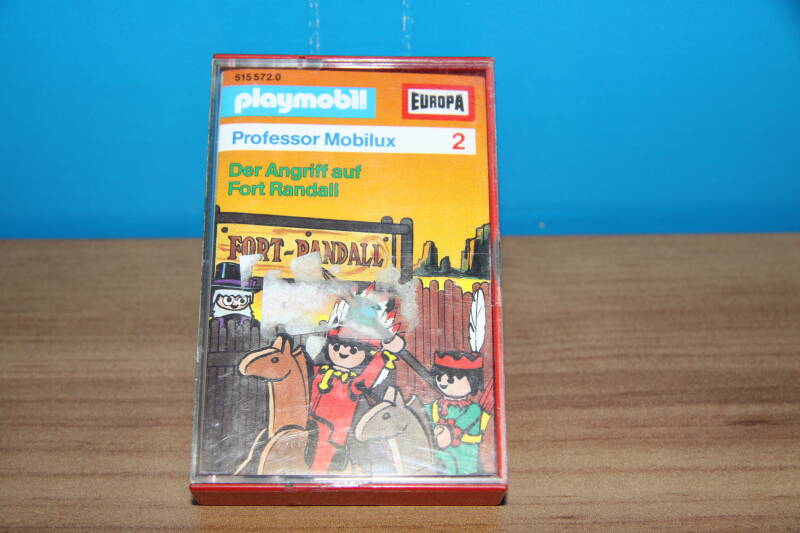 515 572.0
playmobil
EUROPA
Professor Mobilux 2
Der Angriff auf
Fort Randall
FORT-RANDALL